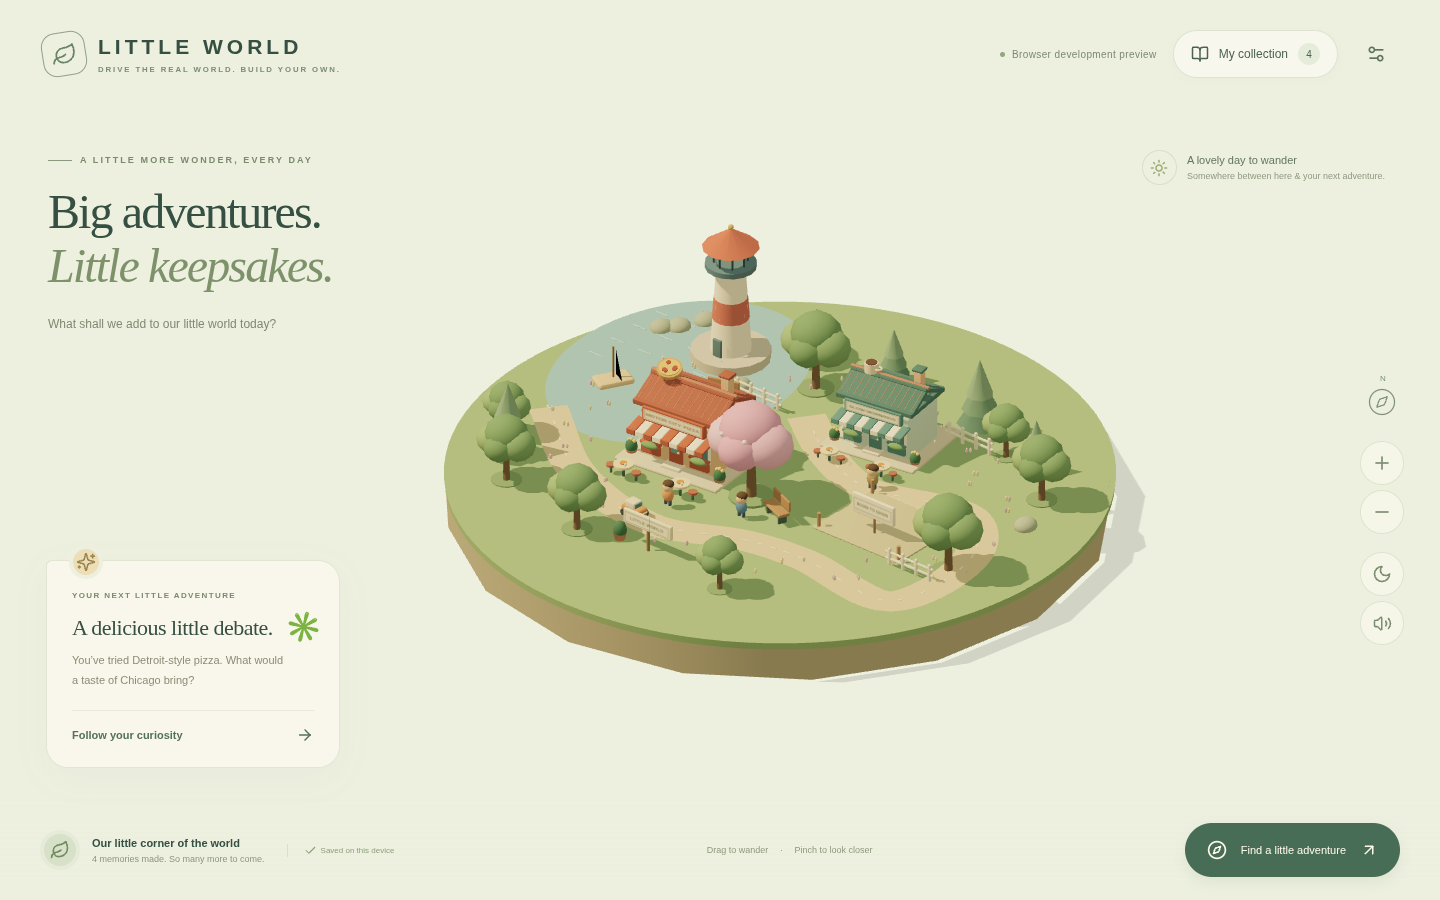 LITTLE WORLD
DRIVE THE REAL WORLD. BUILD YOUR OWN.
Browser development preview
My collection 4
A LITTLE MORE WONDER, EVERY DAY
Big adventures.
Little keepsakes.
What shall we add to our little world today?
A lovely day to wander
Somewhere between here & your next adventure.
N
YOUR NEXT LITTLE ADVENTURE
A delicious little debate.
You've tried Detroit-style pizza. What would
a taste of Chicago bring?
Follow your curiosity
Our little corner of the world
4 memories made. So many more to come.
Saved on this device
Drag to wander · Pinch to look closer
Find a little adventure